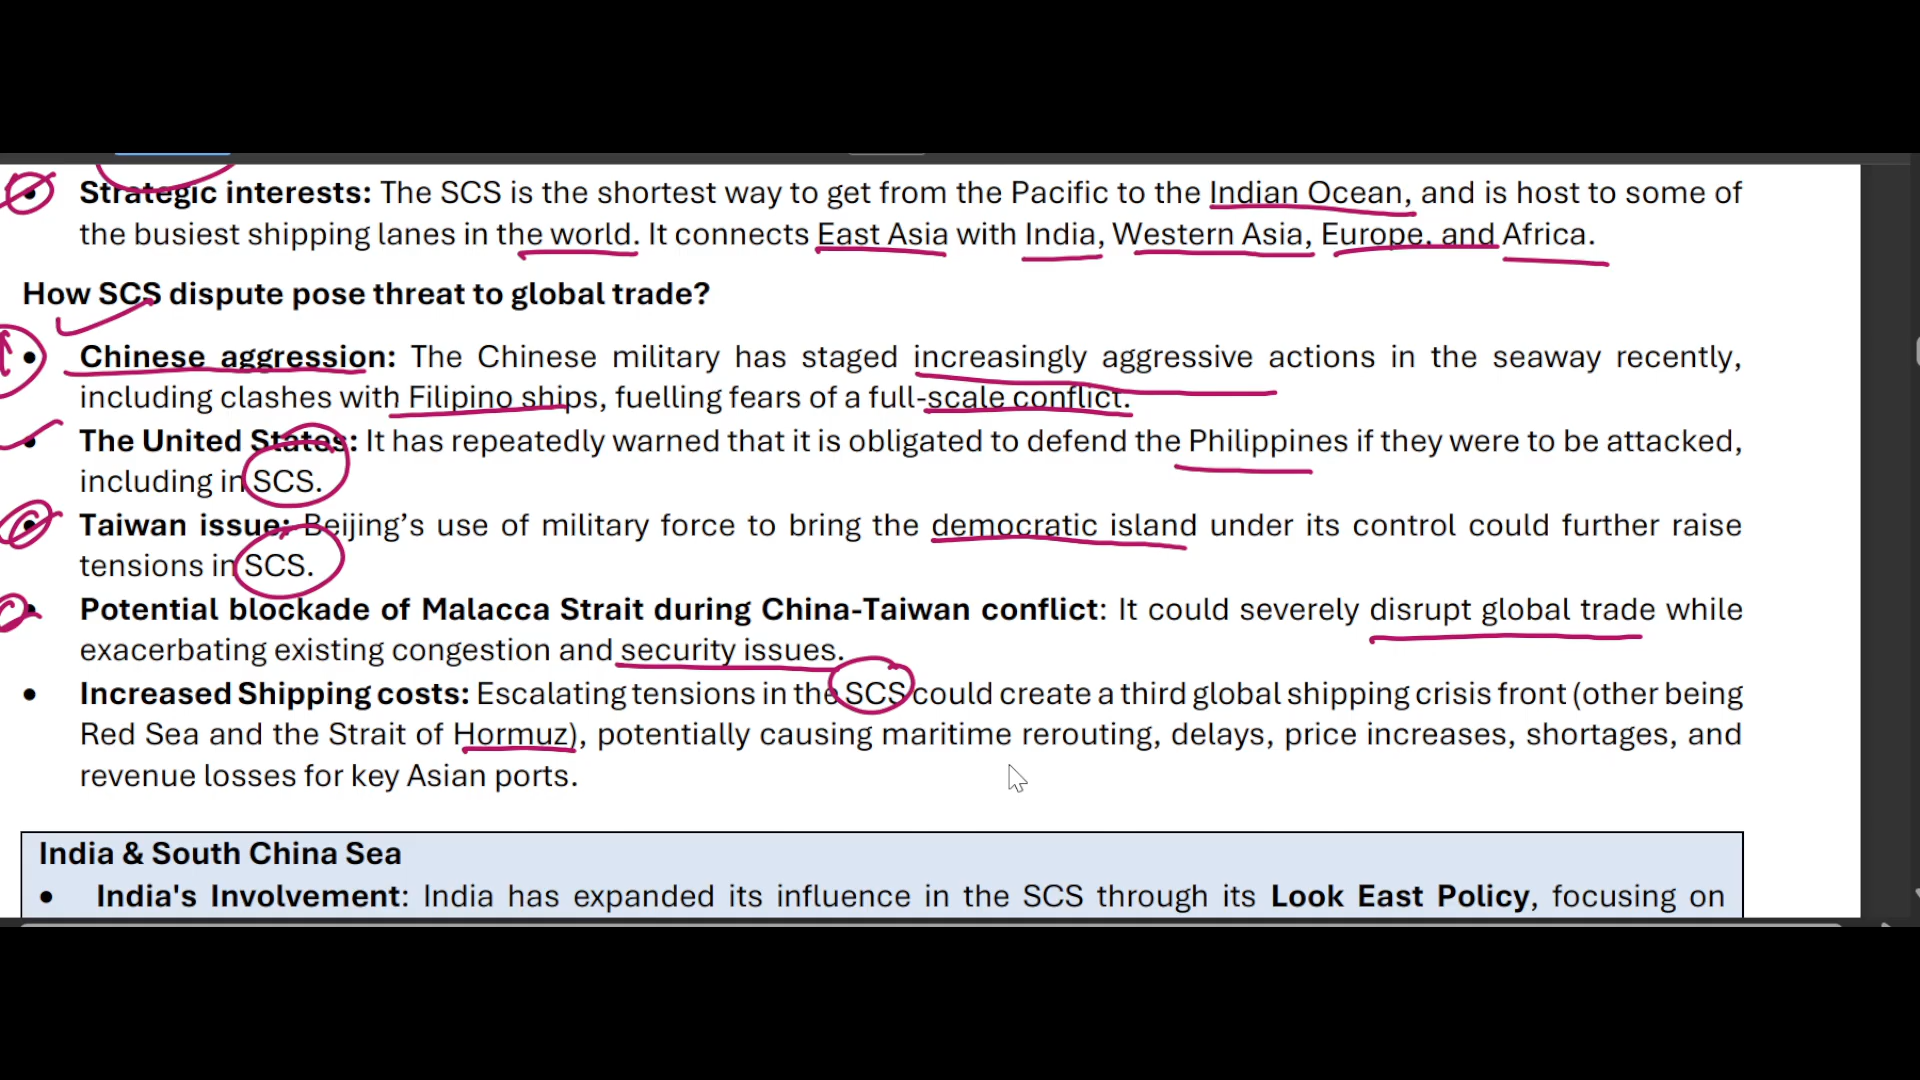 • Strategic interests: The SCS is the shortest way to get from the Pacific to the Indian Ocean, and is host to some of
the busiest shipping lanes in the world. It connects East Asia with India, Western Asia, Europe, and Africa.
How SCS dispute pose threat to global trade?
• Chinese aggression: The Chinese military has staged increasingly aggressive actions in the seaway recently,
including clashes with Filipino ships, fuelling fears of a full-scale conflict.
• The United States: It has repeatedly warned that it is obligated to defend the Philippines if they were to be attacked,
including in SCS.
• Taiwan issue: Beijing’s use of military force to bring the democratic island under its control could further raise
tensions in SCS.
• Potential blockade of Malacca Strait during China-Taiwan conflict: It could severely disrupt global trade while
exacerbating existing congestion and security issues.
• Increased Shipping costs: Escalating tensions in the SCS could create a third global shipping crisis front (other being
Red Sea and the Strait of Hormuz), potentially causing maritime rerouting, delays, price increases, shortages, and
revenue losses for key Asian ports.
India & South China Sea
• India's Involvement: India has expanded its influence in the SCS through its Look East Policy, focusing on